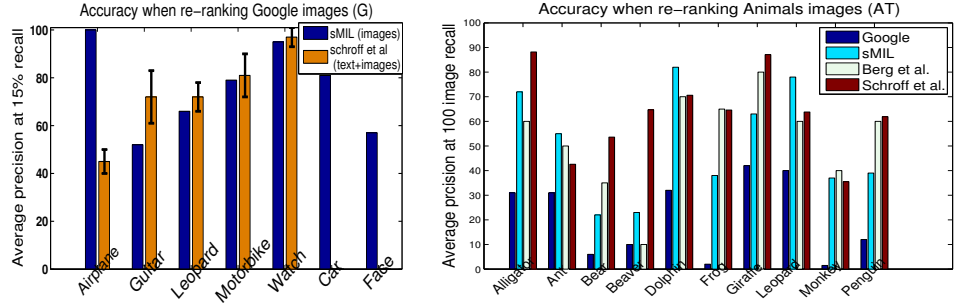 Accuracy when re-ranking Google images (G)
Average precision at 15% recall
100
80
60
40
20
0
sMIL (images)
schroff et al
(text+images)
Airplane
Guitar
Leopard
Motorbike
Watch
Car
Face
Accuracy when re-ranking Animals images (AT)
Average prcision at 100 image recall
100
90
80
70
60
50
40
30
20
10
0
Google
sMIL
Berg et al.
Schroff et al.
Alligator
Ant
Bear
Beaver
Dolphin
Frog
Giraffe
Leopard
Monkey
Penguin